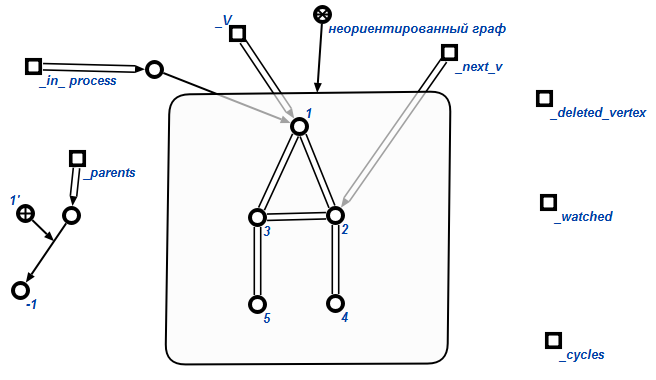 _V
неориентированный граф
_in_ process
_next_v
_deleted_vertex
1
_parents
1'
_watched
3
2
-1
5
4
_cycles